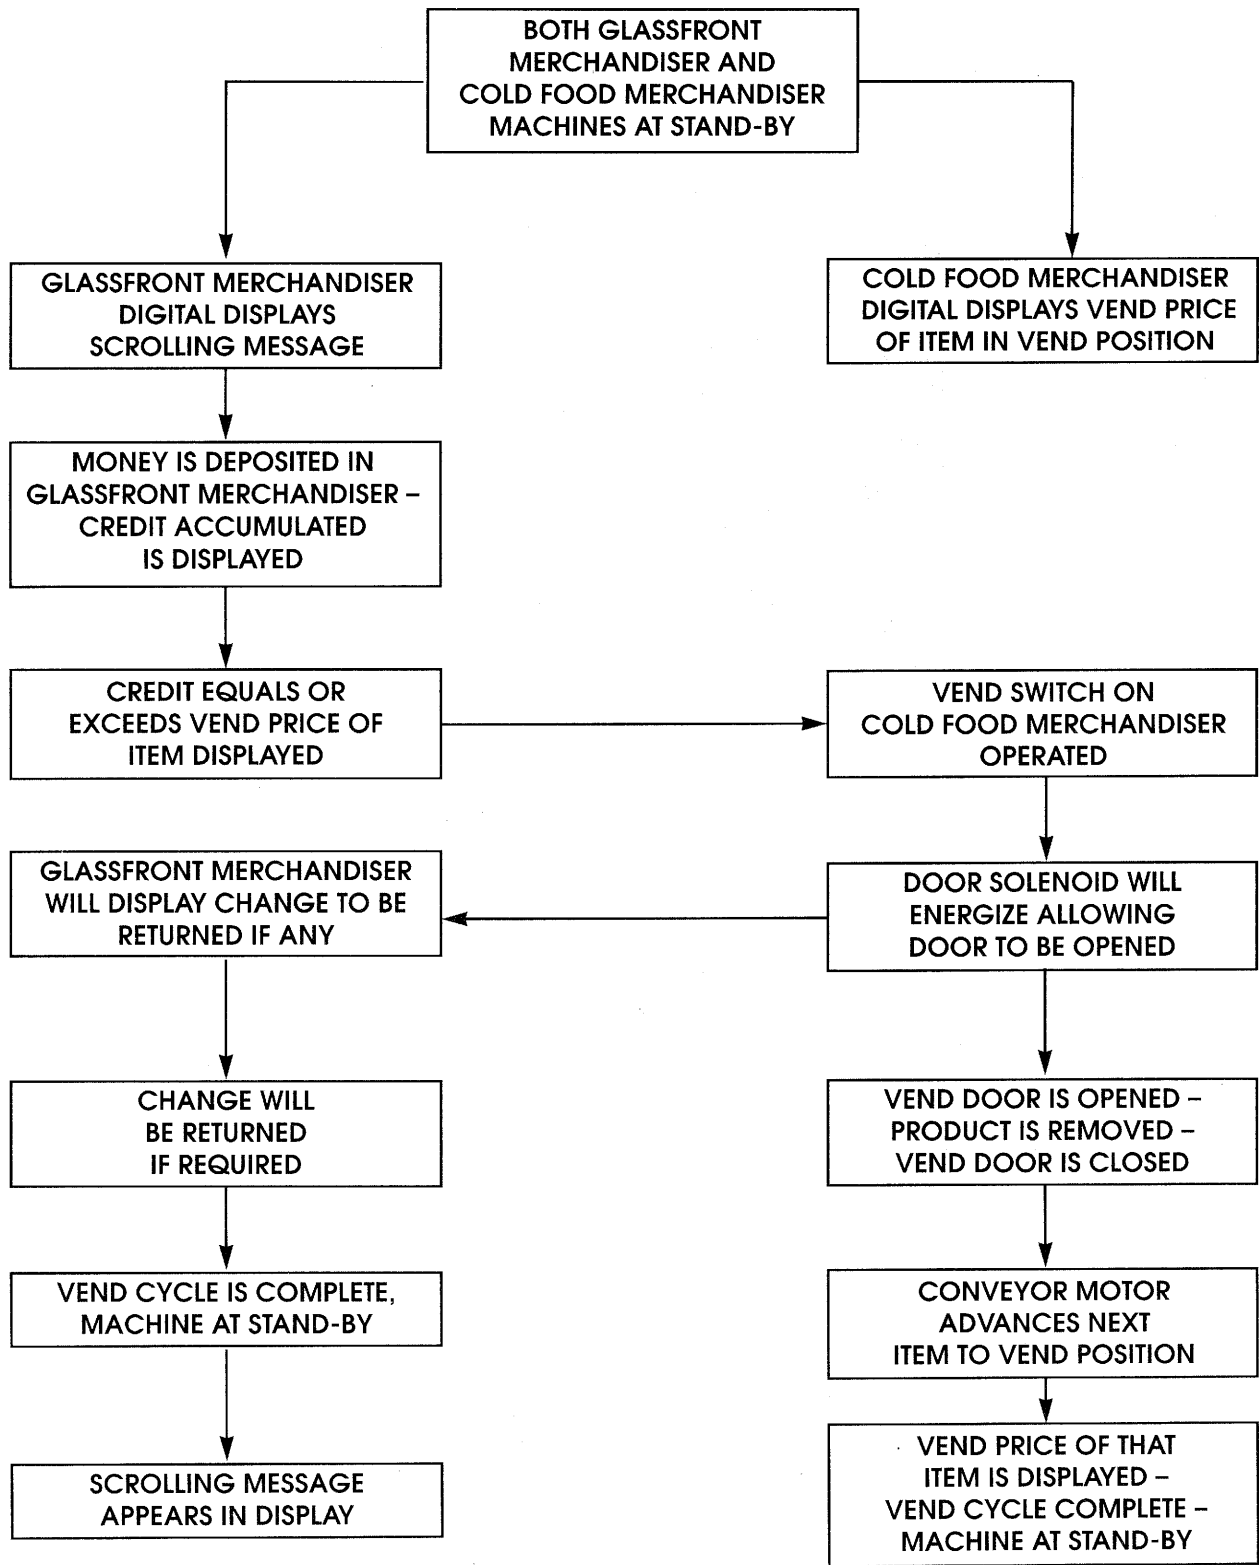 BOTH GLASSFRONT
MERCHANDISER AND
COLD FOOD MERCHANDISER
MACHINES AT STAND-BY
GLASSFRONT MERCHANDISER
DIGITAL DISPLAYS
SCROLLING MESSAGE
COLD FOOD MERCHANDISER
DIGITAL DISPLAYS VEND PRICE
OF ITEM IN VEND POSITION
MONEY IS DEPOSITED IN
GLASSFRONT MERCHANDISER –
CREDIT ACCUMULATED
IS DISPLAYED
CREDIT EQUALS OR
EXCEEDS VEND PRICE OF
ITEM DISPLAYED
VEND SWITCH ON
COLD FOOD MERCHANDISER
OPERATED
GLASSFRONT MERCHANDISER
WILL DISPLAY CHANGE TO BE
RETURNED IF ANY
DOOR SOLENOID WILL
ENERGIZE ALLOWING
DOOR TO BE OPENED
CHANGE WILL
BE RETURNED
IF REQUIRED
VEND DOOR IS OPENED –
PRODUCT IS REMOVED –
VEND DOOR IS CLOSED
VEND CYCLE IS COMPLETE,
MACHINE AT STAND-BY
CONVEYOR MOTOR
ADVANCES NEXT
ITEM TO VEND POSITION
SCROLLING MESSAGE
APPEARS IN DISPLAY
VEND PRICE OF THAT
ITEM IS DISPLAYED –
VEND CYCLE COMPLETE –
MACHINE AT STAND-BY